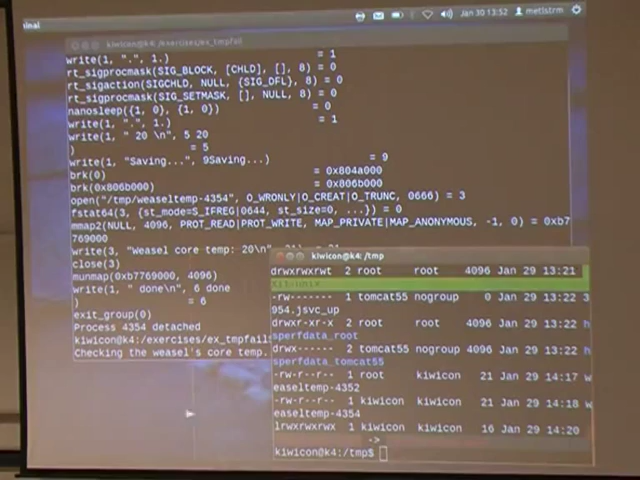 Jan 30 13:52 metlstrm
kiwicon@k4: /exercises/ex_tmpfail
write(1, ".", 1.) = 1
rt_sigprocmask(SIG_BLOCK, [CHLD], [], 8) = 0
rt_sigaction(SIGCHLD, NULL, {SIG_DFL}, 8) = 0
rt_sigprocmask(SIG_SETMASK, [], NULL, 8) = 0
nanosleep({1, 0}, {1, 0}) = 0
write(1, ".", 1.) = 1
write(1, " 20 \n", 5 20
) = 5
write(1, "Saving...", 9Saving...) = 9
brk(0) = 0x804a000
brk(0x806b000) = 0x806b000
open("/tmp/weaseltemp-4354", O_WRONLY|O_CREAT|O_TRUNC, 0666) = 3
fstat64(3, {st_mode=S_IFREG|0644, st_size=0, ...}) = 0
mmap2(NULL, 4096, PROT_READ|PROT_WRITE, MAP_PRIVATE|MAP_ANONYMOUS, -1, 0) = 0xb7
769000
write(3, "Weasel core temp: 20\n", 21) = 21
close(3)
munmap(0xb7769000, 4096)
write(1, " done\n", 6 done
) = 6
exit_group(0)
Process 4354 detached
kiwicon@k4:/exercises/ex_tmpfails
Checking the weasel's core temp.
kiwicon@k4: /tmp
drwxrwxrwt 2 root root 4096 Jan 29 13:21
-rw------- 1 tomcat55 nogroup 0 Jan 29 13:22 3
954.jsvc_up
drwxr-xr-x 2 root root 4096 Jan 29 13:22 h
sperfdata_root
drwx------ 2 tomcat55 nogroup 4096 Jan 29 13:22 h
sperfdata_tomcat55
-rw-r--r-- 1 root kiwicon 21 Jan 29 14:17 w
easeltemp-4352
-rw-r--r-- 1 kiwicon kiwicon 21 Jan 29 14:18 w
easeltemp-4354
lrwxrwxrwx 1 kiwicon kiwicon 16 Jan 29 14:20
->
kiwicon@k4:/tmp$